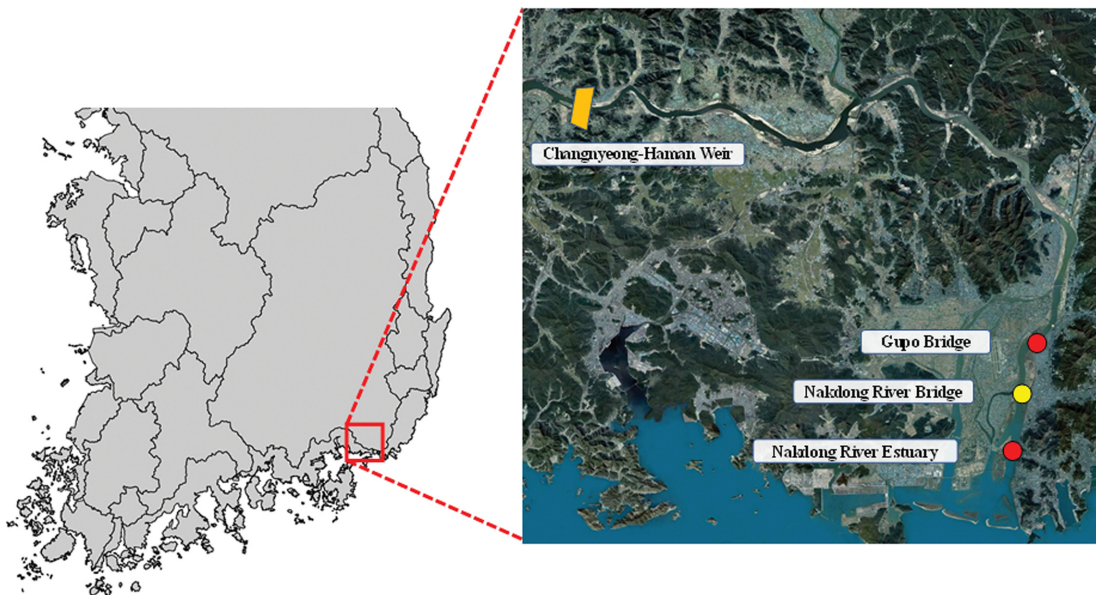 Changnyeong-Haman Weir
Gupo Bridge
Nakdong River Bridge
Nakdong River Estuary